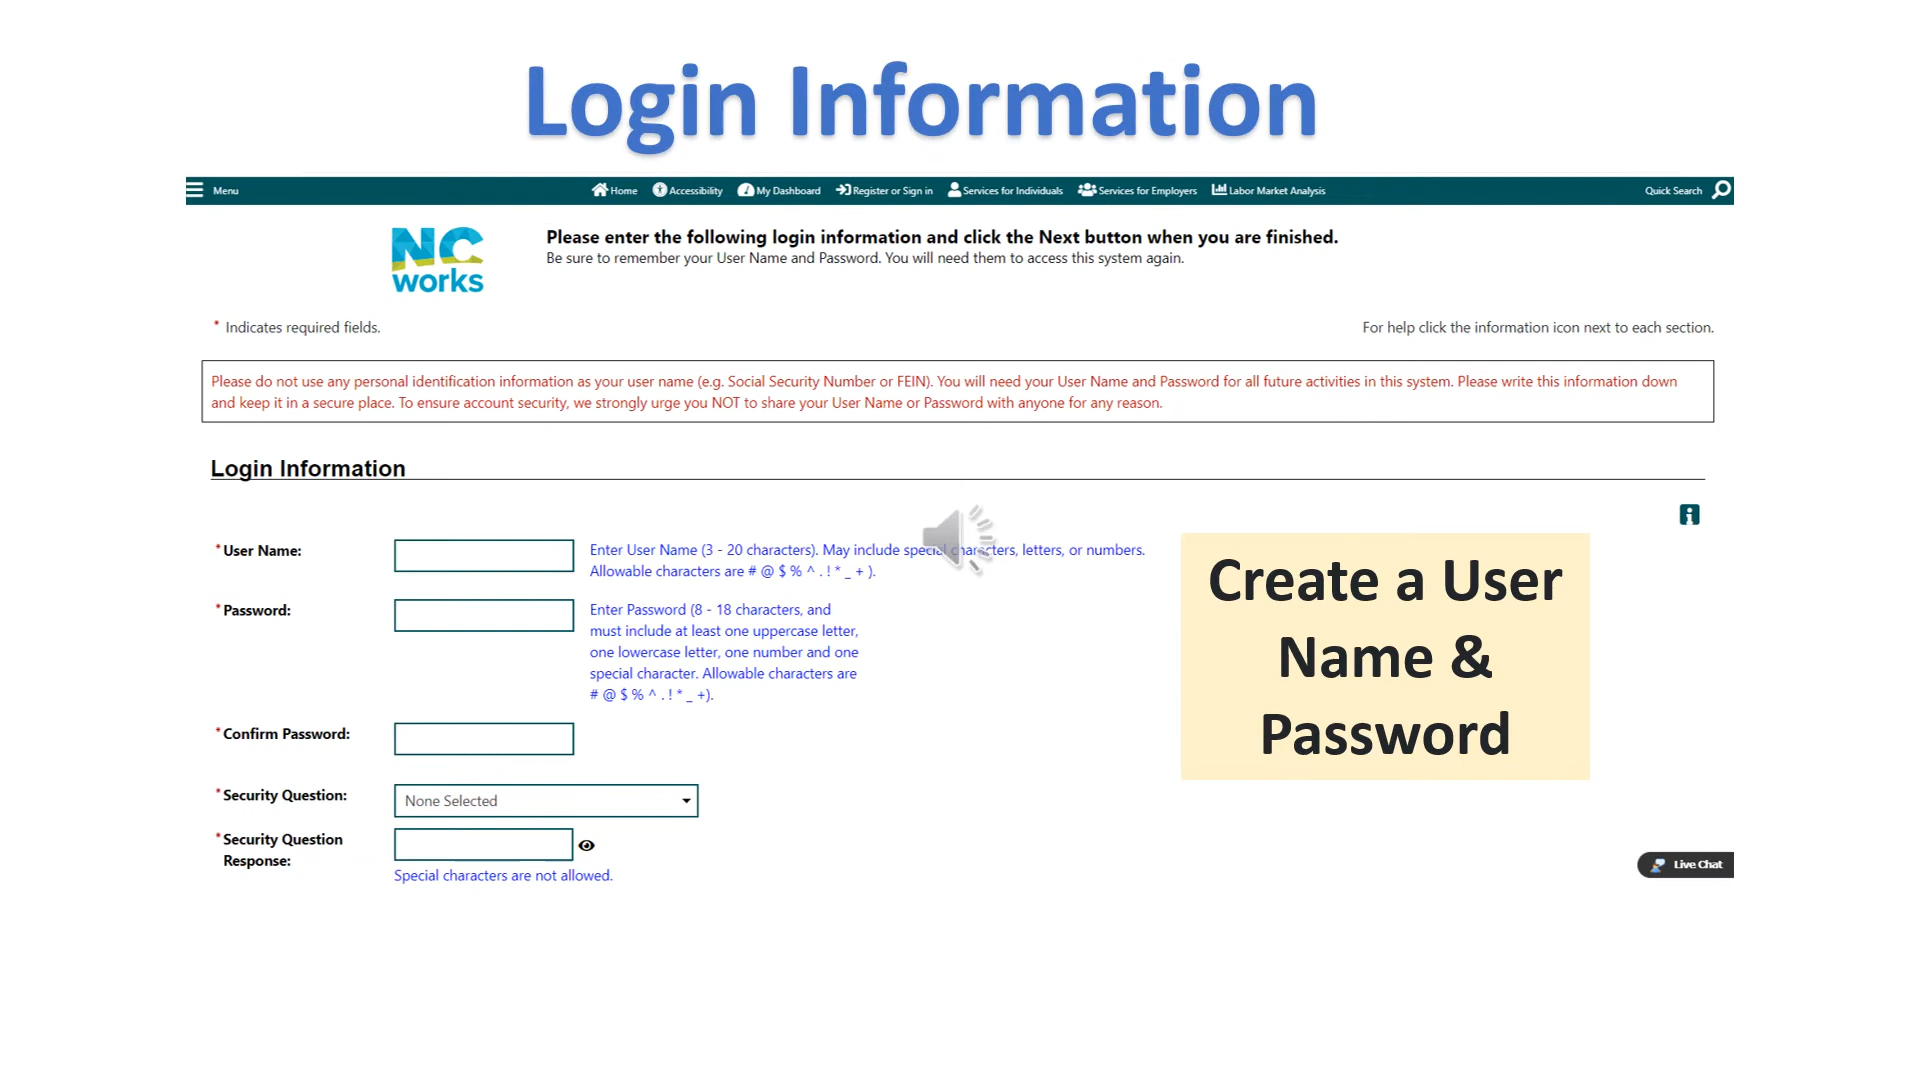 Login Information
Menu
Home
Accessibility
My Dashboard
Register or Sign in
Services for Individuals
Services for Employers
Labor Market Analysis
Quick Search
NC
works
Please enter the following login information and click the Next button when you are finished.
Be sure to remember your User Name and Password. You will need them to access this system again.
* Indicates required fields.
For help click the information icon next to each section.
Please do not use any personal identification information as your user name (e.g. Social Security Number or FEIN). You will need your User Name and Password for all future activities in this system. Please write this information down
and keep it in a secure place. To ensure account security, we strongly urge you NOT to share your User Name or Password with anyone for any reason.
Login Information
* User Name:
Enter User Name (3 - 20 characters). May include special characters, letters, or numbers.
Allowable characters are # @ $ % ^ . ! * _ + ).
* Password:
Enter Password (8 - 18 characters, and
must include at least one uppercase letter,
one lowercase letter, one number and one
special character. Allowable characters are
# @ $ % ^ . ! * _ +).
* Confirm Password:
* Security Question:
None Selected
* Security Question
Response:
Special characters are not allowed.
Create a User
Name &
Password
Live Chat